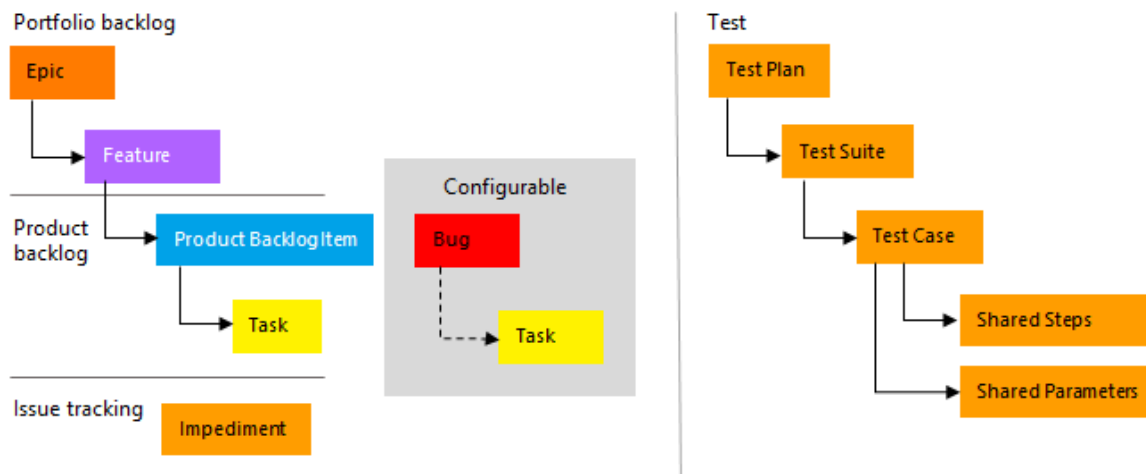 Portfolio backlog
Epic
Feature
Product
backlog
Product Backlog Item
Task
Configurable
Bug
Task
Issue tracking
Impediment
Test
Test Plan
Test Suite
Test Case
Shared Steps
Shared Parameters